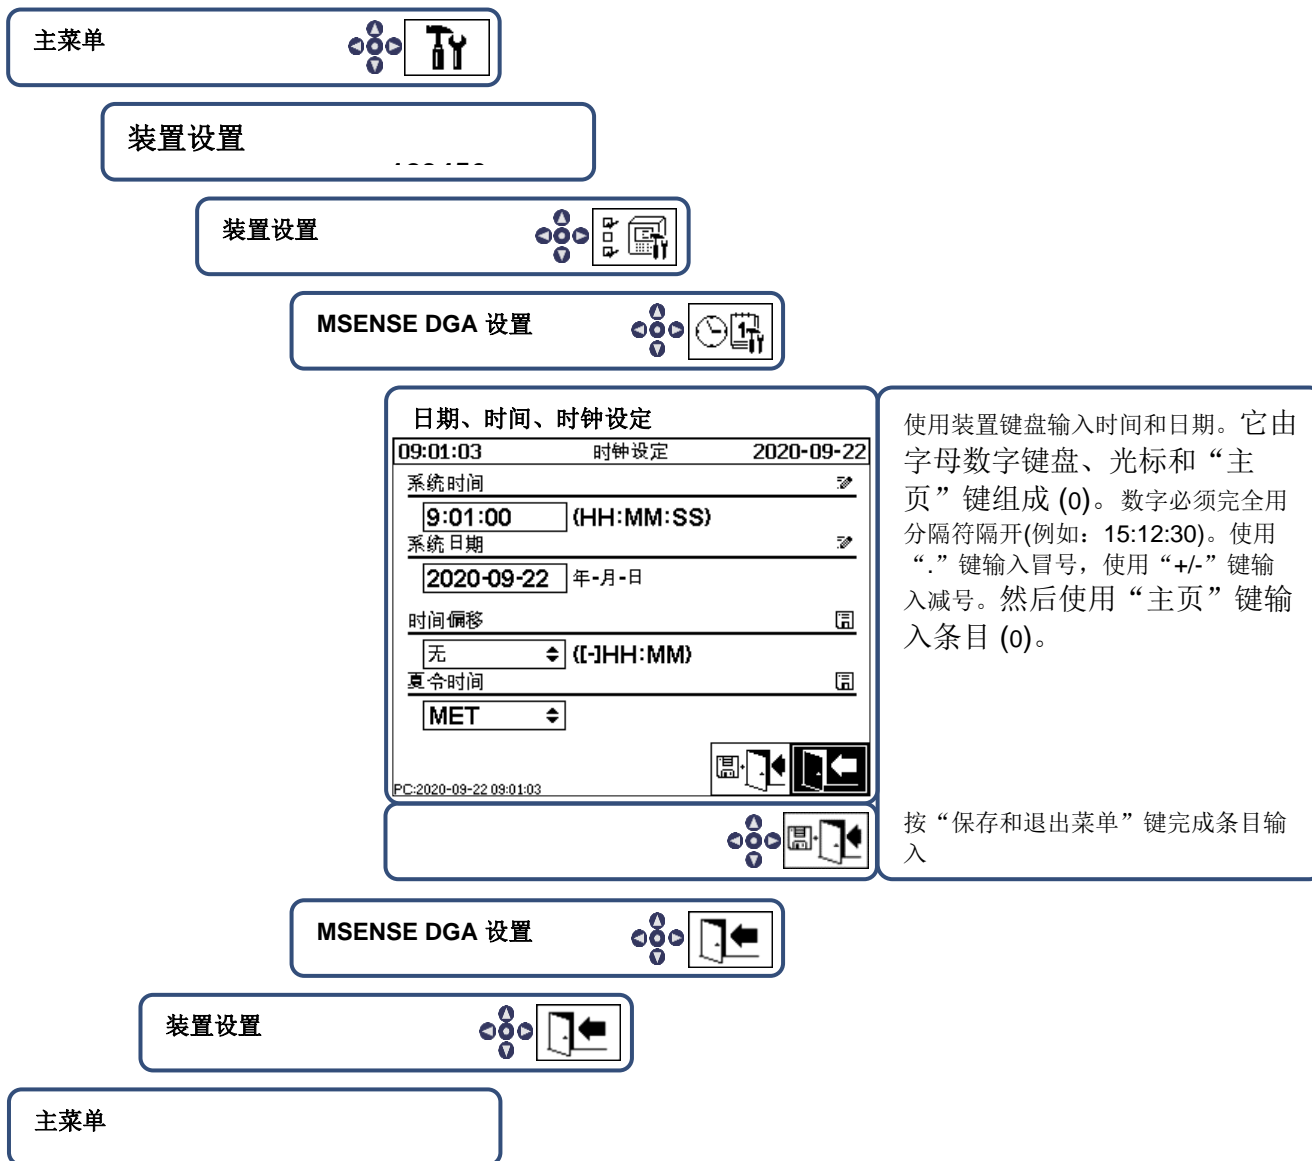 主菜单
装置设置
装置设置
MSENSE DGA 设置
日期、时间、时钟设定
09:01:03 时钟设定 2020-09-22
系统时间
9:01:00 (HH:MM:SS)
系统日期
2020-09-22 年-月-日
时间偏移
无 ([-]HH:MM)
夏令时间
MET
PC:2020-09-22 09:01:03
使用装置键盘输入时间和日期。它由
字母数字键盘、光标和“主
页”键组成 (0)。数字必须完全用
分隔符隔开(例如：15:12:30)。使用
“.”键输入冒号，使用“+/-”键输
入减号。然后使用“主页”键输
入条目 (0)。
按“保存和退出菜单”键完成条目输
入
MSENSE DGA 设置
装置设置
主菜单